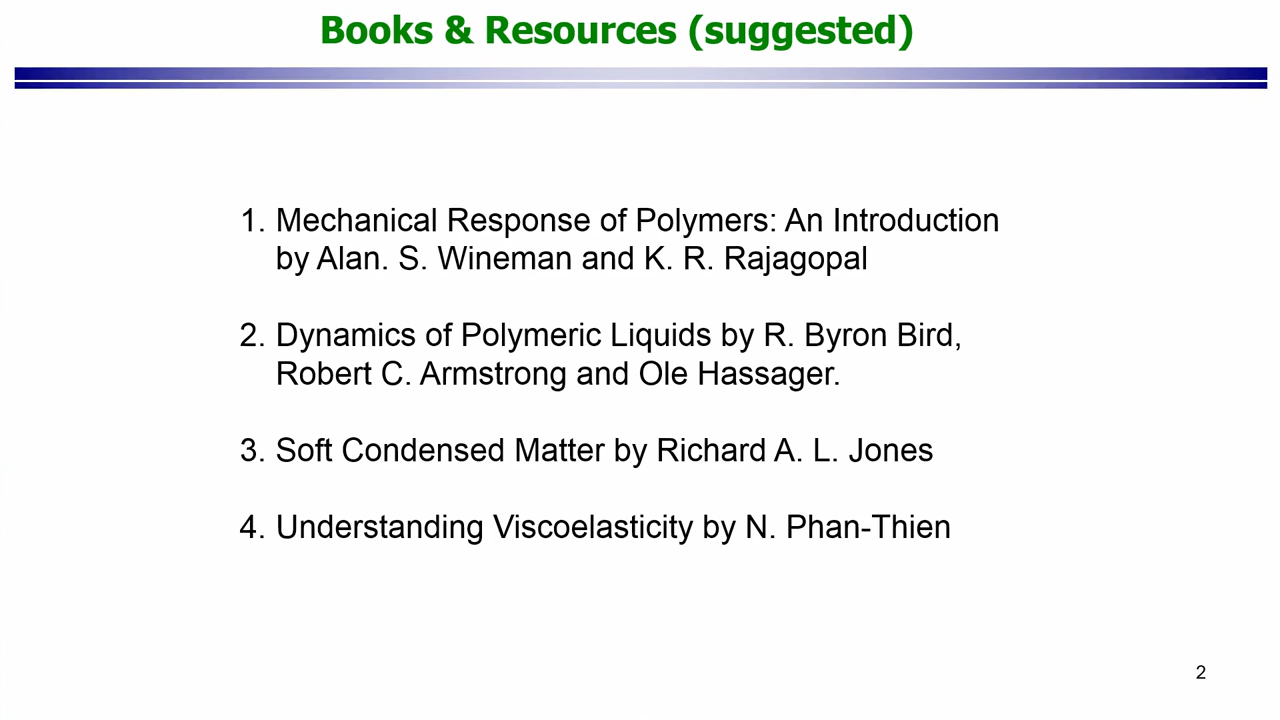 Books & Resources (suggested)
1. Mechanical Response of Polymers: An Introduction
by Alan. S. Wineman and K. R. Rajagopal
2. Dynamics of Polymeric Liquids by R. Byron Bird,
Robert C. Armstrong and Ole Hassager.
3. Soft Condensed Matter by Richard A. L. Jones
4. Understanding Viscoelasticity by N. Phan-Thien
2